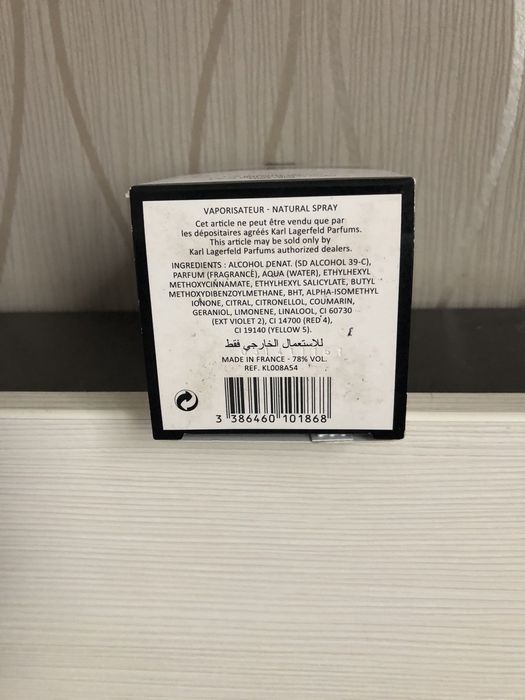 VAPORISATEUR - NATURAL SPRAY
Cet article ne peut être vendu que par
les dépositaires agréés Karl Lagerfeld Parfums.
This article may be sold only by
Karl Lagerfeld Parfums authorized dealers.
INGREDIENTS : ALCOHOL DENAT. (SD ALCOHOL 39-C),
PARFUM (FRAGRANCE), AQUA (WATER), ETHYLHEXYL
METHOXYCINNAMATE, ETHYLHEXYL SALICYLATE, BUTYL
METHOXYDIBENZOYLMETHANE, BHT, ALPHA-ISOMETHYL
IONONE, CITRAL, CITRONELLOL, COUMARIN,
GERANIOL, LIMONENE, LINALOOL, CI 60730
(EXT VIOLET 2), CI 14700 (RED 4),
CI 19140 (YELLOW 5).
للاستعمال الخارجي فقط
MADE IN FRANCE - 78% VOL.
REF. KL008A54
3 386460 101868